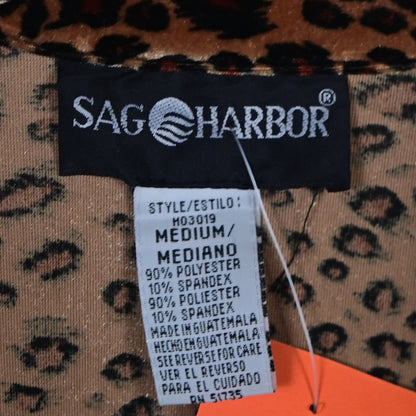 SAG HARBOR®
STYLE/ESTILO:
H03019
MEDIUM/
MEDIANO
90% POLYESTER
10% SPANDEX
90% POLIESTER
10% SPANDEX
MADE IN GUATEMALA
HECHO EN GUATEMALA
SEE REVERSE FOR CARE
VER EL REVERSO
PARA EL CUIDADO
RN 51735